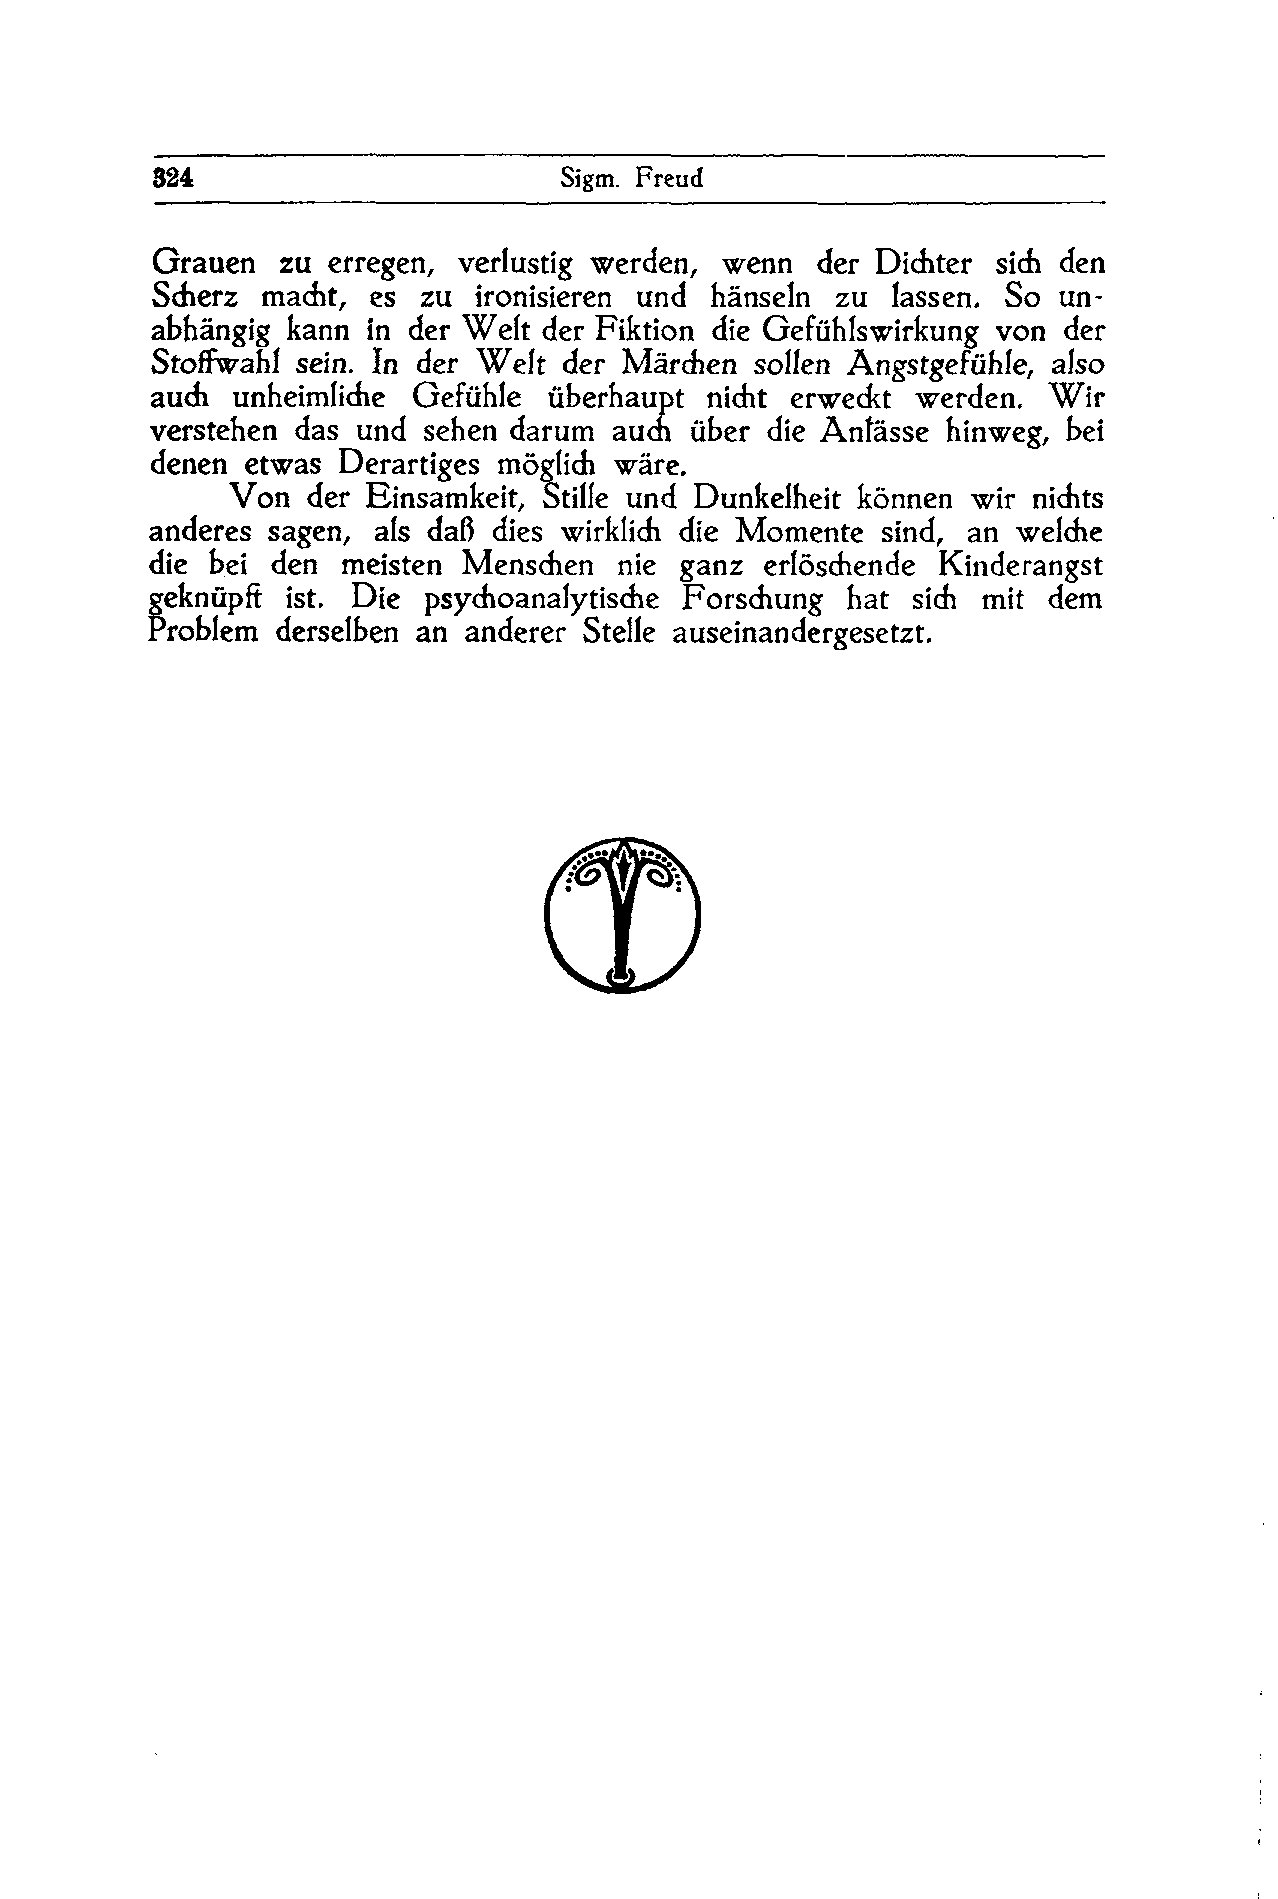 324 Sigm. Freud
Grauen zu erregen, verlustig werden, wenn der Dichter sich den
Scherz macht, es zu ironisieren und hänseln zu lassen. So un-
abhängig kann in der Welt der Fiktion die Gefühlswirkung von der
Stoffwahl sein. In der Welt der Märchen sollen Angstgefühle, also
auch unheimliche Gefühle überhaupt nicht erweckt werden. Wir
verstehen das und sehen darum auch über die Anlässe hinweg, bei
denen etwas Derartiges möglich wäre.
Von der Einsamkeit, Stille und Dunkelheit können wir nichts
anderes sagen, als daß dies wirklich die Momente sind, an welche
die bei den meisten Menschen nie ganz erlöschende Kinderangst
geknüpft ist. Die psychoanalytische Forschung hat sich mit dem
Problem derselben an anderer Stelle auseinandergesetzt.